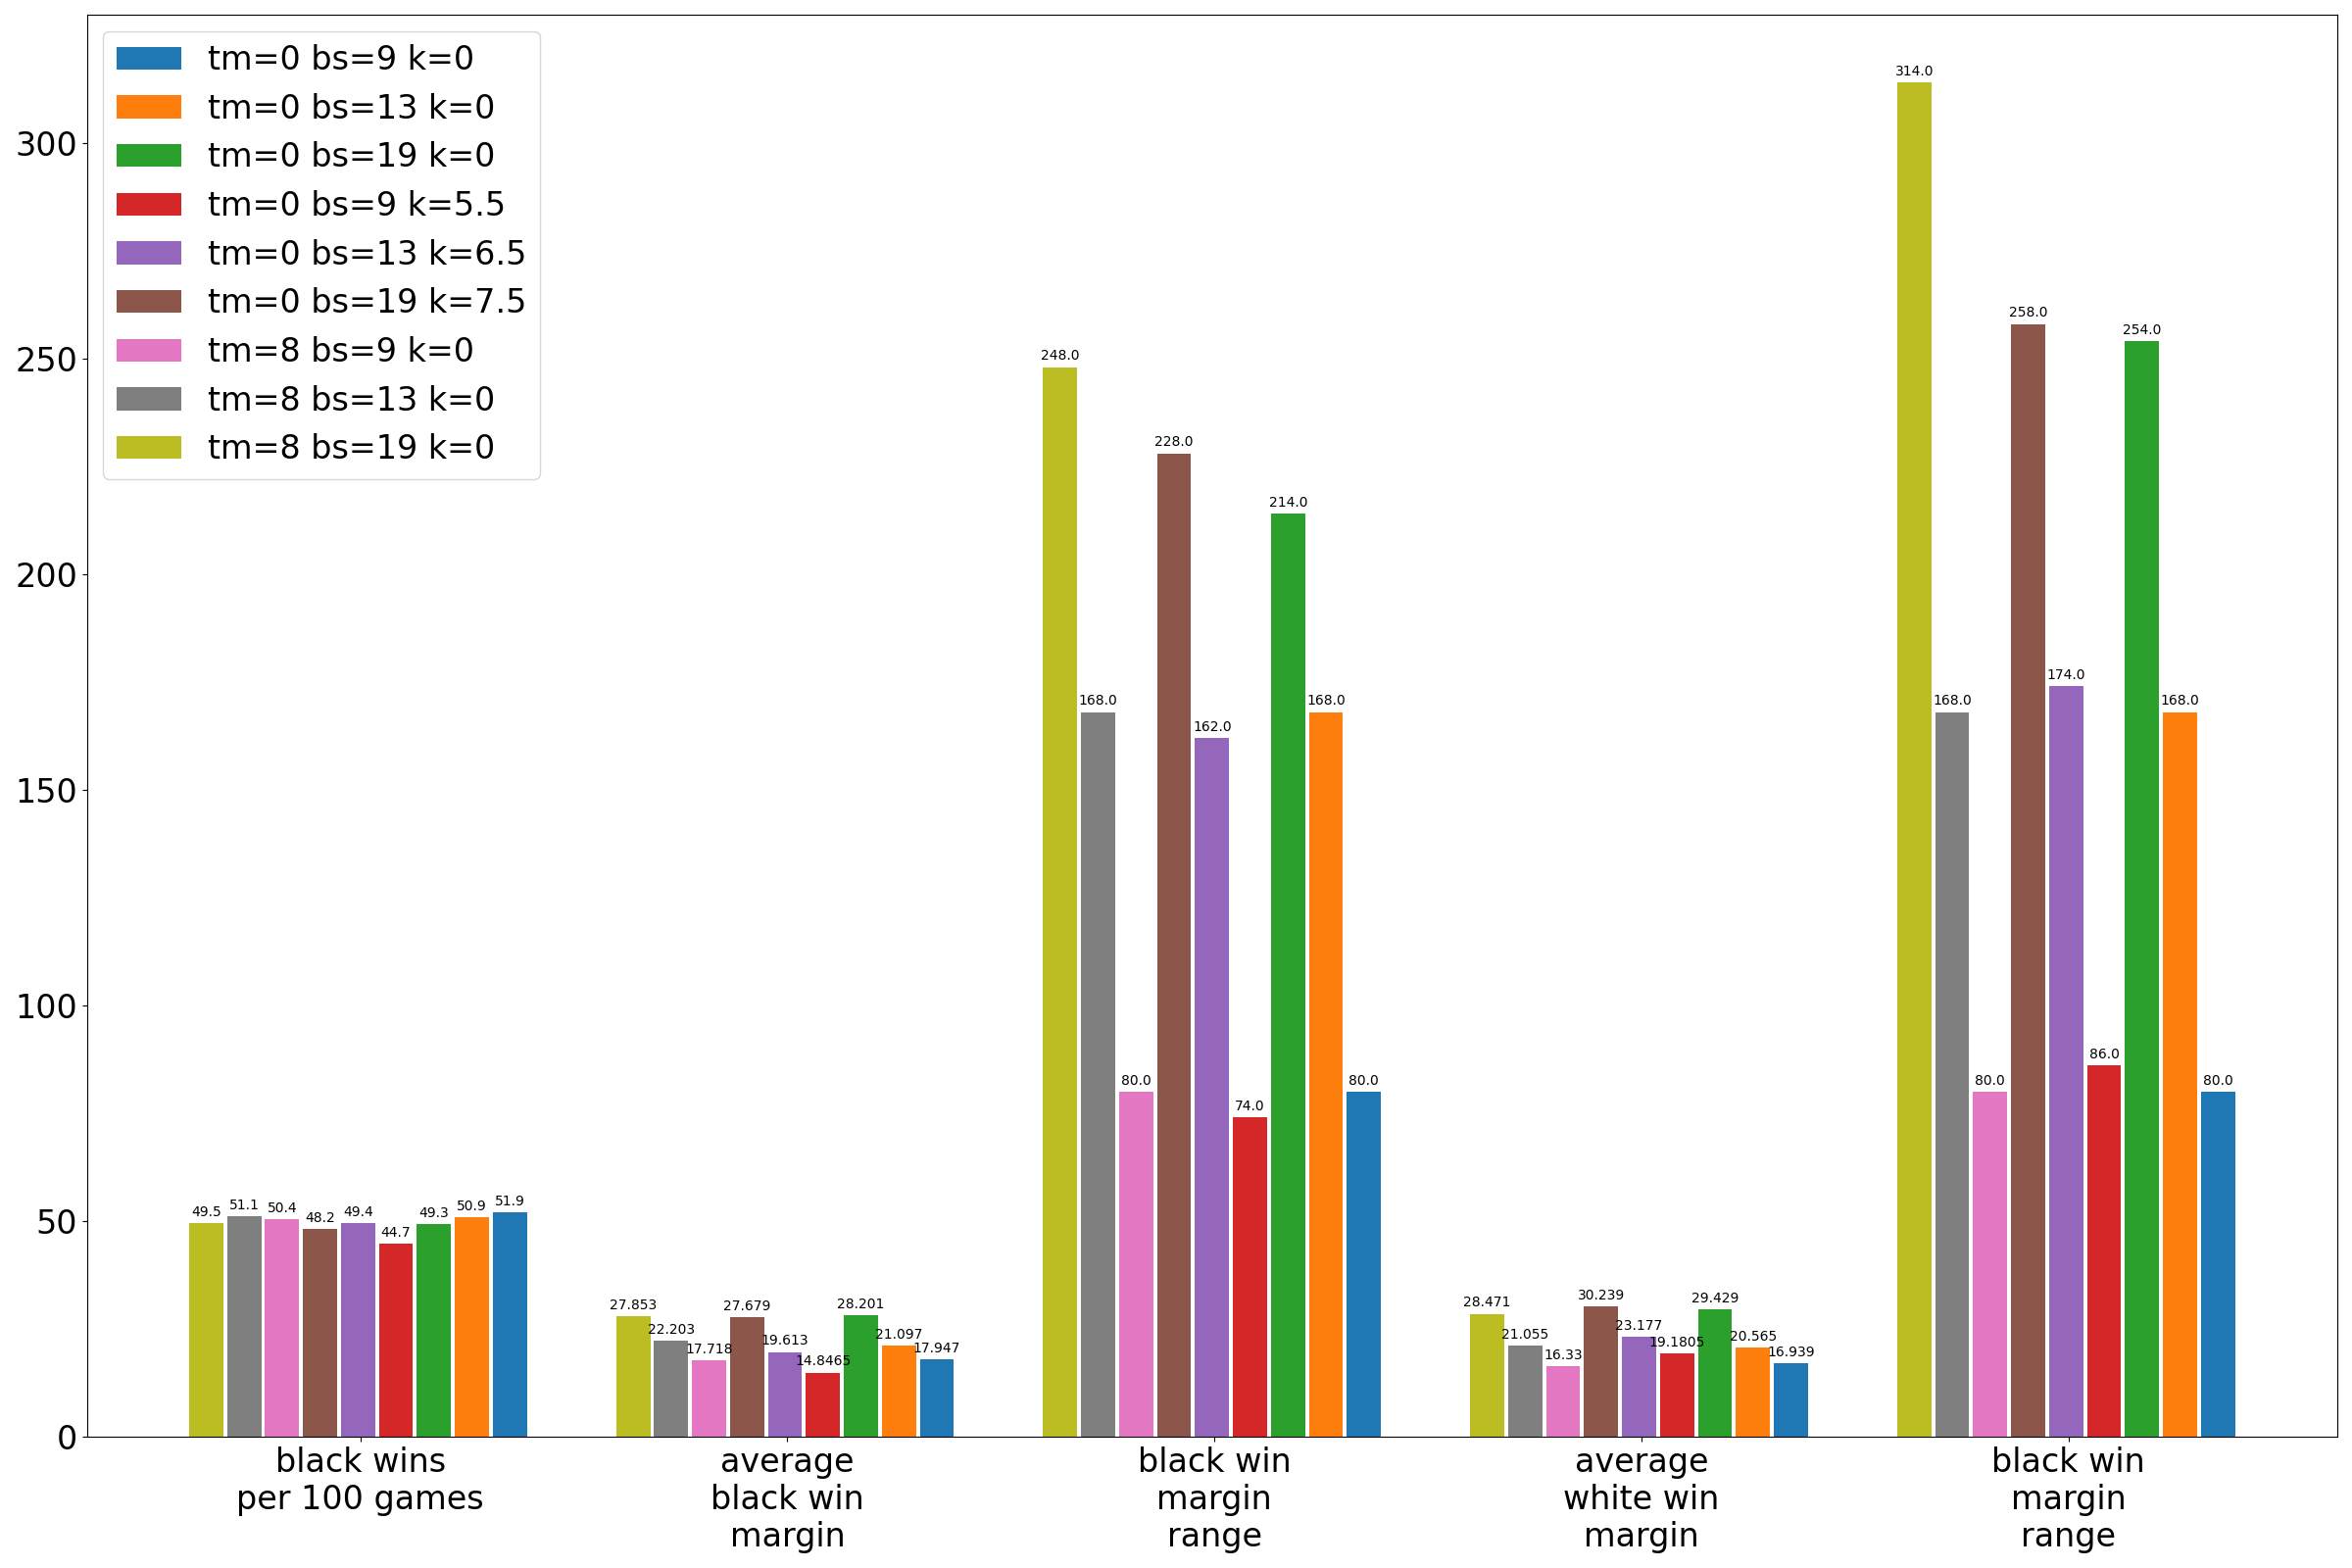 tm=0 bs=9 k=0
tm=0 bs=13 k=0
tm=0 bs=19 k=0
tm=0 bs=9 k=5.5
tm=0 bs=13 k=6.5
tm=0 bs=19 k=7.5
tm=8 bs=9 k=0
tm=8 bs=13 k=0
tm=8 bs=19 k=0
300
250
200
150
100
50
0
49.5
51.1
50.4
48.2
49.4
44.7
49.3
50.9
51.9
27.853
22.203
17.718
27.679
19.613
14.8465
28.201
21.097
17.947
248.0
168.0
80.0
228.0
162.0
74.0
214.0
168.0
80.0
28.471
21.055
16.33
30.239
23.177
19.1805
29.429
20.565
16.939
314.0
168.0
80.0
258.0
174.0
86.0
254.0
168.0
80.0
black wins
per 100 games
average
black win
margin
black win
margin
range
average
white win
margin
black win
margin
range